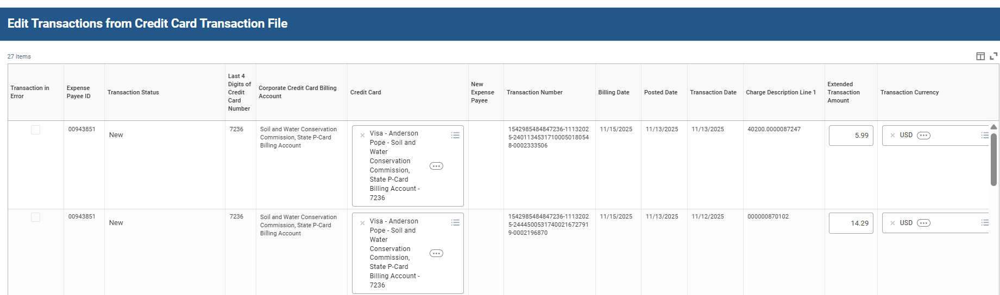 Edit Transactions from Credit Card Transaction File
27 items
Transaction in
Error
Expense
Payee ID
Transaction Status
Last 4
Digits of
Credit
Card
Number
Corporate Credit Card Billing
Account
Credit Card
New
Expense
Payee
Transaction Number
Billing Date
Posted Date
Transaction Date
Charge Description Line 1
Extended
Transaction
Amount
Transaction Currency
00943851
New
7236
Soil and Water Conservation
Commission, State P-Card
Billing Account
Visa - Anderson
Pope - Soil and
Water
Conservation
Commission,
State P-Card
Billing Account -
7236
1542985484847236-1113202
5-2401134531710005018054
8-0002333506
11/15/2025
11/13/2025
11/13/2025
40200.0000087247
5.99
USD
00943851
New
7236
Soil and Water Conservation
Commission, State P-Card
Billing Account
Visa - Anderson
Pope - Soil and
Water
Conservation
Commission,
State P-Card
Billing Account -
7236
1542985484847236-1113202
5-2444500531740021672791
9-0002196870
11/15/2025
11/13/2025
11/12/2025
000000870102
14.29
USD